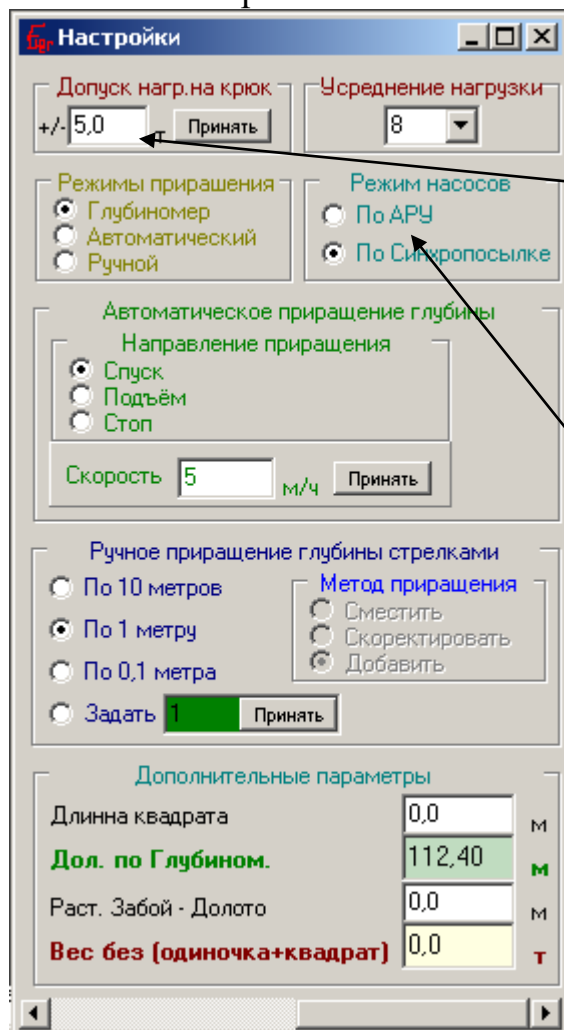 Настройки
Допуск нагр.на крюк
Усреднение нагрузки
+/- 5,0 т Принять
8
Режимы прирашения
Режим насосов
Глубиномер
По АРУ
Автоматический
По Синхропосылке
Ручной
Автоматическое приращение глубины
Направление приращения
Спуск
Подъём
Стоп
Скорость 5 м/ч Принять
Ручное приращение глубины стрелками
По 10 метров
Метод приращения
Сместить
По 1 метру
Скоректировать
По 0,1 метра
Добавить
Задать 1 Принять
Дополнительные параметры
Длинна квадрата 0,0 м
Дол. по Глубином. 112,40 м
Раст. Забой - Долото 0,0 м
Вес без (одиночка+квадрат) 0,0 т